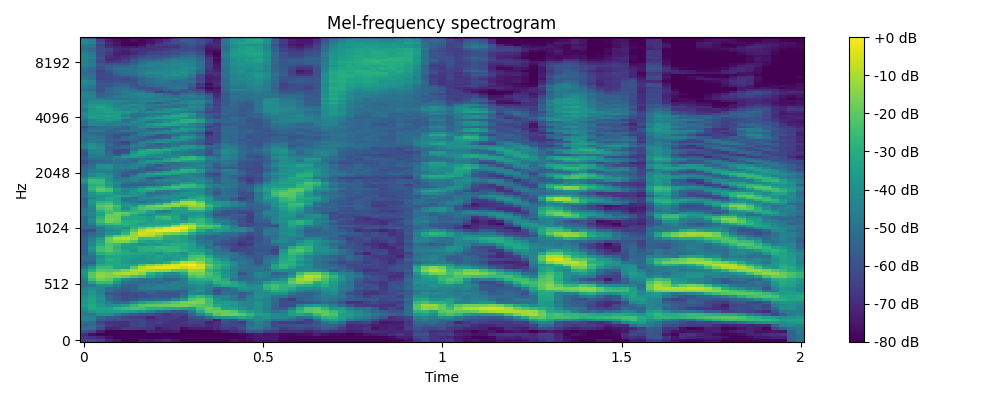 Mel-frequency spectrogram
Hz
8192
4096
2048
1024
512
0
0
0.5
1
1.5
2
Time
+0 dB
-10 dB
-20 dB
-30 dB
-40 dB
-50 dB
-60 dB
-70 dB
-80 dB